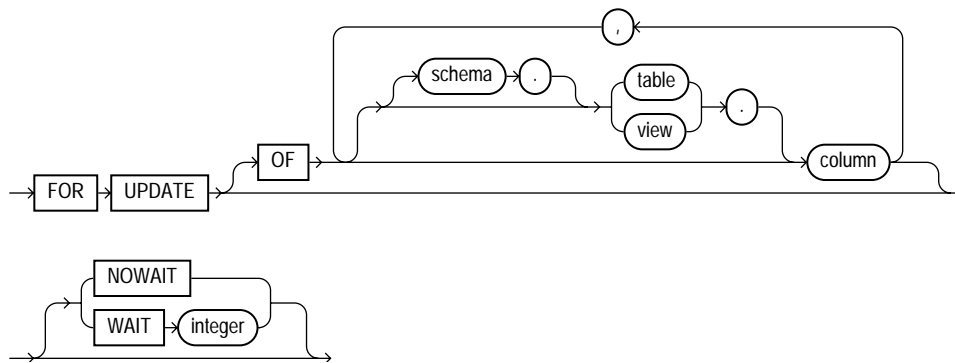 ,
schema . table
view .
OF column
FOR UPDATE
NOWAIT
WAIT integer